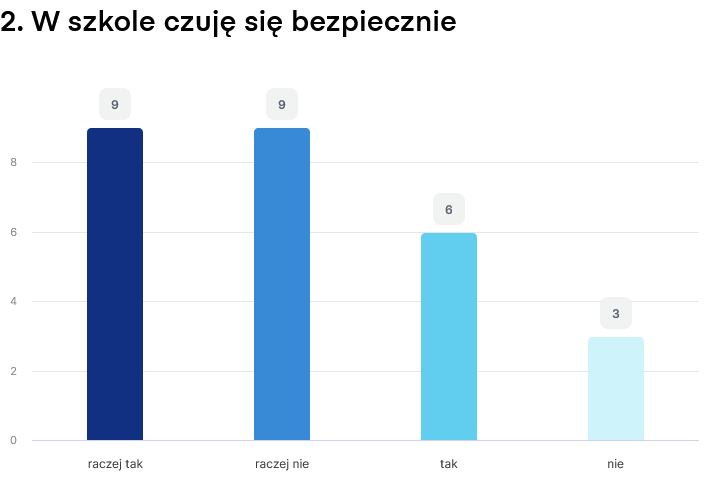 2. W szkole czuję się bezpiecznie
9
9
8
6
6
4
3
2
0
raczej tak
raczej nie
tak
nie